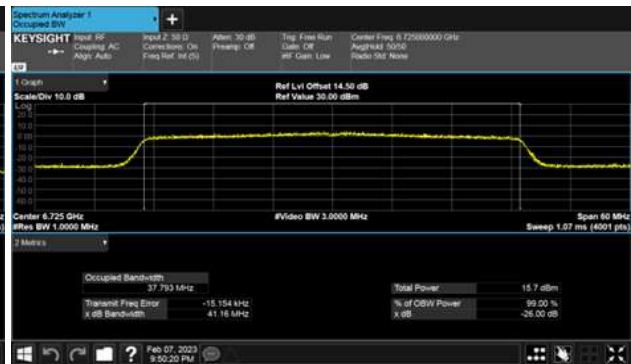 Spectrum Analyzer 1
Occupied BW
+
KEYSIGHT
Input: RF
Coupling: AC
Align: Auto
Input Z: 50 Ω
Corrections: On
Freq Ref: Int (S)
Atten: 30 dB
Preamp: Off
Trig: Free Run
Gate: Off
#IF Gain: Low
Center Freq: 6.725000000 GHz
Avg|Hold: 50/50
Radio Std: None
1 Graph
Scale/Div 10.0 dB
Ref Lvl Offset 14.50 dB
Ref Value 30.00 dBm
Log
20.0
10.0
0.00
-10.0
-20.0
-30.0
-40.0
-50.0
-60.0
Center 6.725 GHz
#Res BW 1.0000 MHz
#Video BW 3.0000 MHz
Span 60 MHz
Sweep 1.07 ms (4001 pts)
2 Metrics
Occupied Bandwidth
37.793 MHz
Total Power 15.7 dBm
Transmit Freq Error -15.154 kHz
% of OBW Power 99.00 %
x dB Bandwidth 41.16 MHz
x dB -26.00 dB
?
Feb 07, 2023
9:50:20 PM